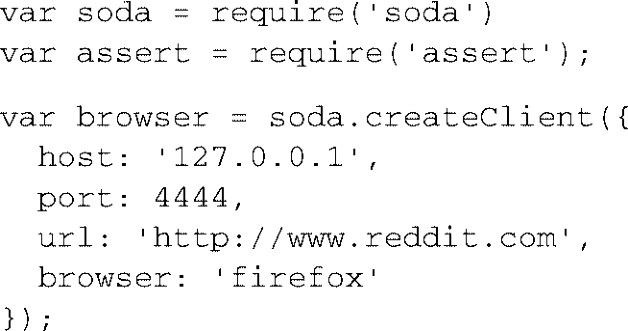 var soda = require('soda')
var assert = require('assert');
var browser = soda.createClient({
  host: '127.0.0.1',
  port: 4444,
  url: 'http://www.reddit.com',
  browser: 'firefox'
});